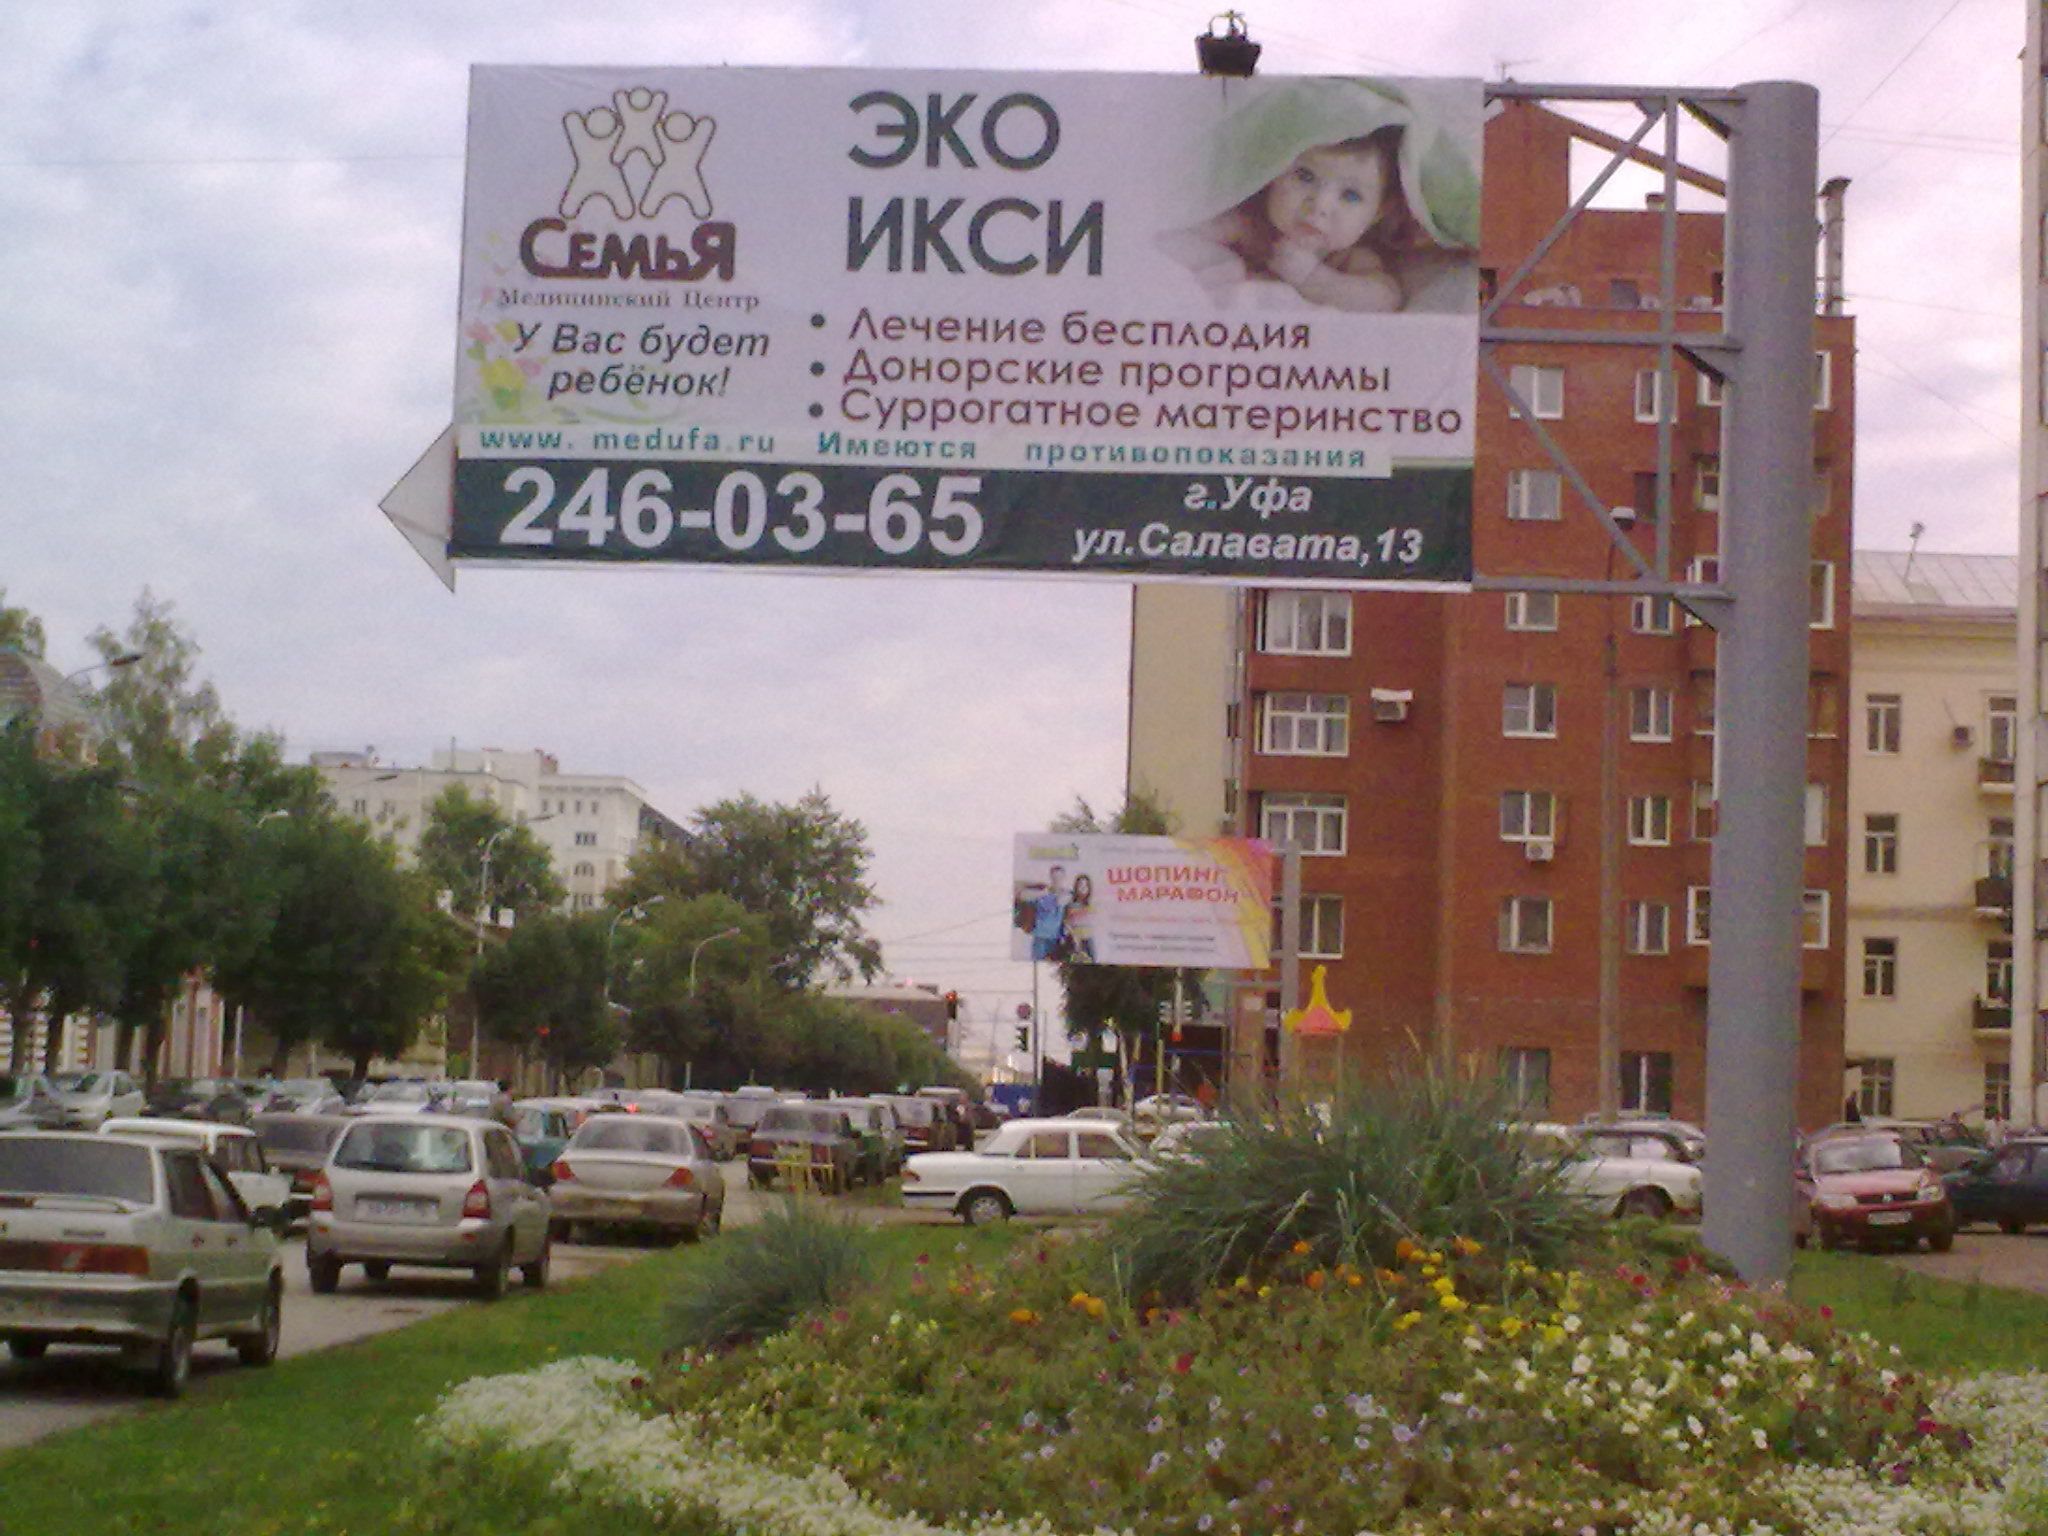 СЕМЬЯ
Медицинский Центр
У Вас будет
ребёнок!
ЭКО
ИКСИ
• Лечение бесплодия
• Донорские программы
• Суррогатное материнство
www. medufa.ru Имеются противопоказания
246-03-65
г.Уфа
ул.Салавата,13
ШОПИНГ
МАРАФОН